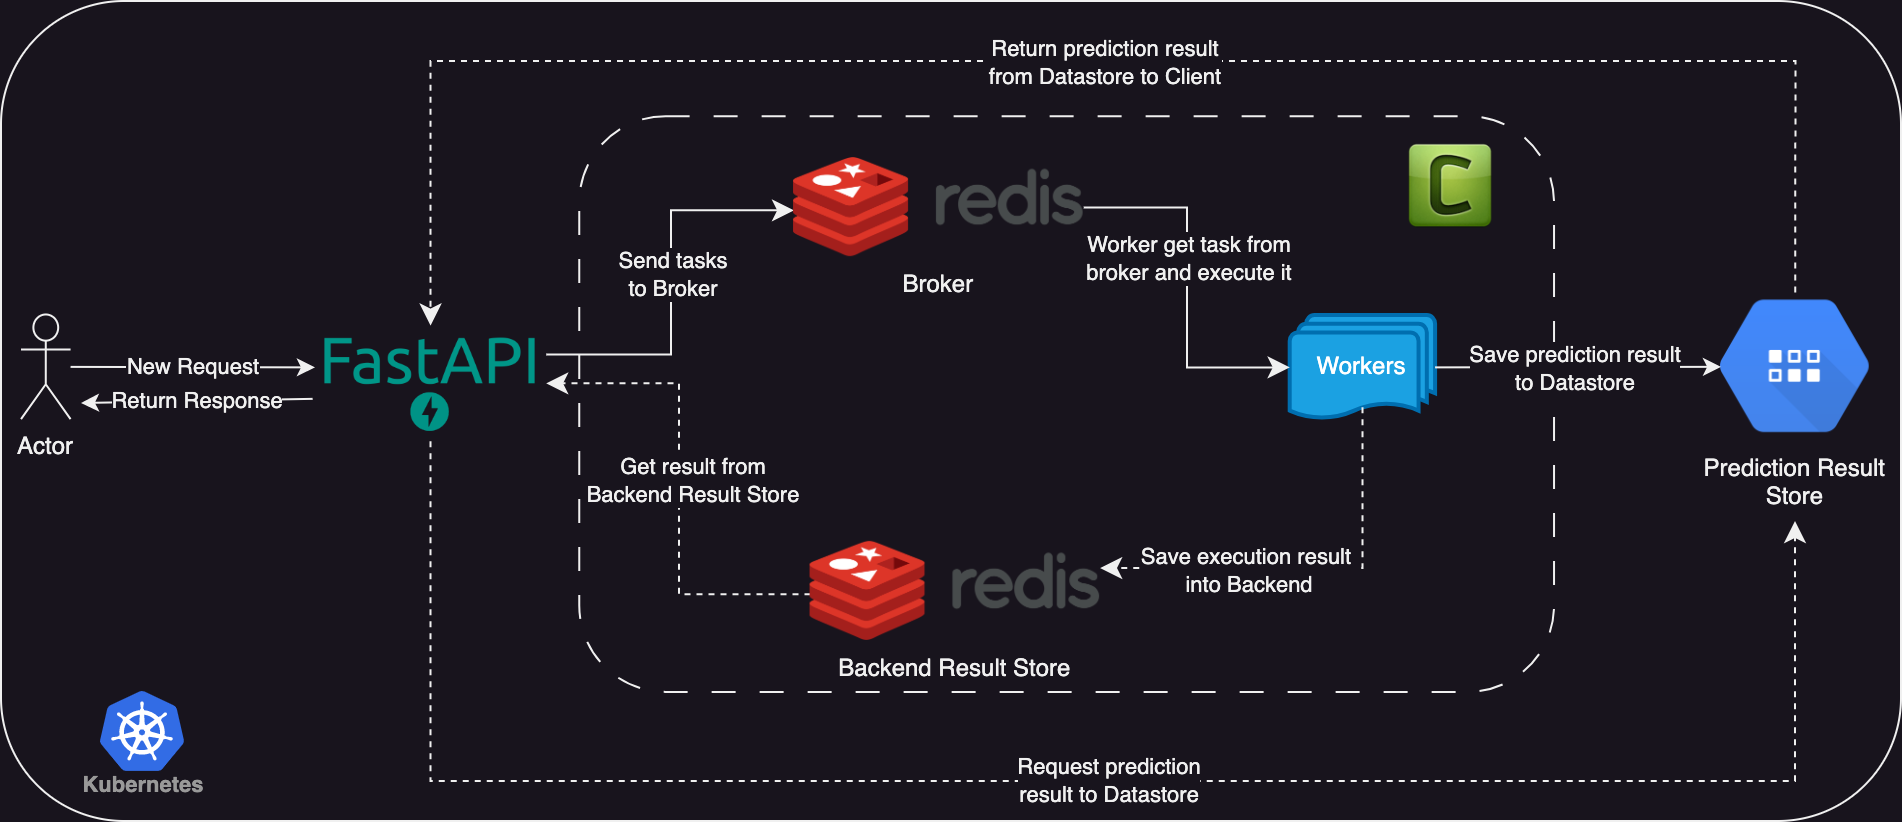 Return prediction result
from Datastore to Client
redis
C
Send tasks
to Broker
Broker
Worker get task from
broker and execute it
New Request
FastAPI
Return Response
Actor
Workers
Save prediction result
to Datastore
Get result from
Backend Result Store
Prediction Result
Store
redis
Save execution result
into Backend
Backend Result Store
Kubernetes
Request prediction
result to Datastore